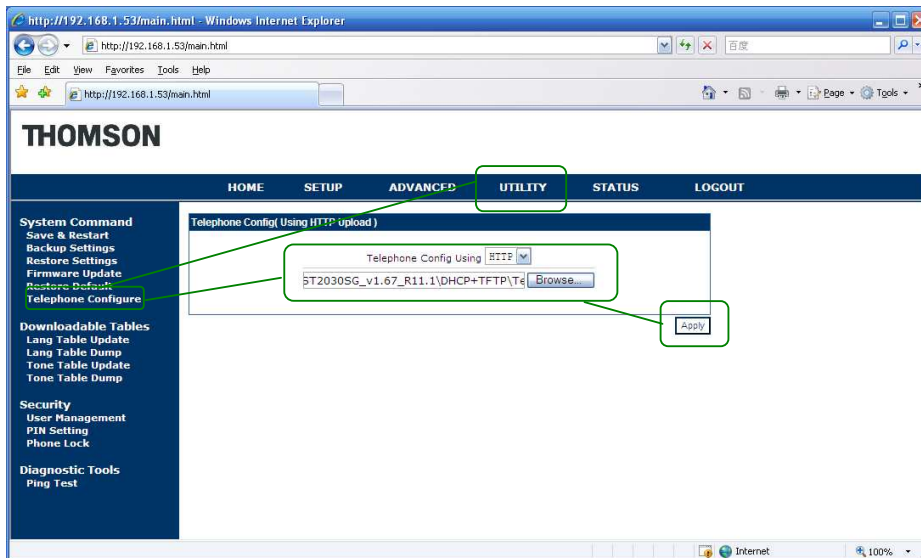 http://192.168.1.53/main.html - Windows Internet Explorer
http://192.168.1.53/main.html
百度
File Edit View Favorites Tools Help
http://192.168.1.53/main.html
Page Tools
THOMSON
HOME SETUP ADVANCED UTILITY STATUS LOGOUT
System Command
Save & Restart
Backup Settings
Restore Settings
Firmware Update
Restore Default
Telephone Configure
Downloadable Tables
Lang Table Update
Lang Table Dump
Tone Table Update
Tone Table Dump
Security
User Management
PIN Setting
Phone Lock
Diagnostic Tools
Ping Test
Telephone Config( Using HTTP Upload )
Telephone Config Using HTTP
ST2030SG_v1.67_R11.1\DHCP+TFTP\Te Browse...
Apply
Internet 100%